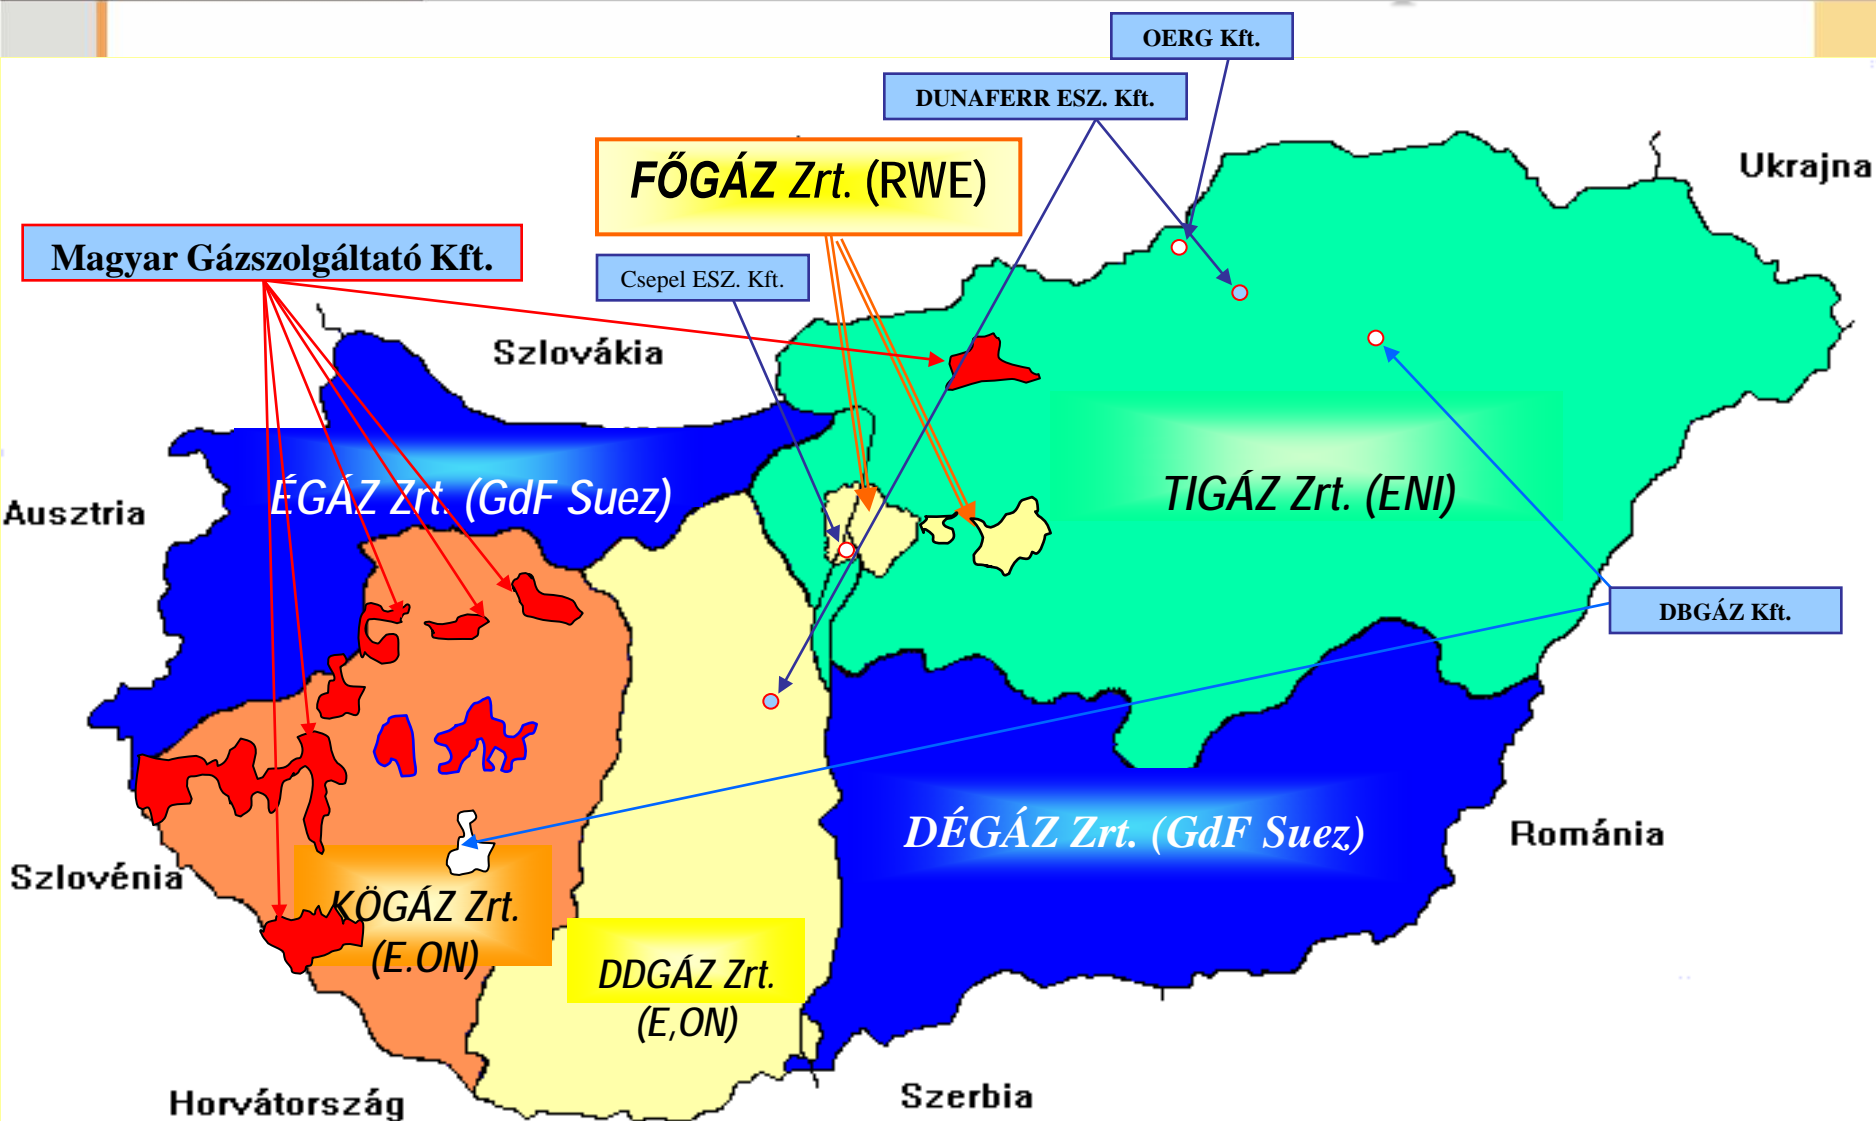 OERG Kft.
DUNAFERR ESZ. Kft.
FŐGÁZ Zrt. (RWE)
Ukrajna
Magyar Gázszolgáltató Kft.
Csepel ESZ. Kft.
Szlovákia
ÉGÁZ Zrt. (GdF Suez)
TIGÁZ Zrt. (ENI)
Ausztria
DBGÁZ Kft.
DÉGÁZ Zrt. (GdF Suez)
Románia
Szlovénia
KÖGÁZ Zrt.
(E.ON)
DDGÁZ Zrt.
(E,ON)
Szerbia
Horvátország